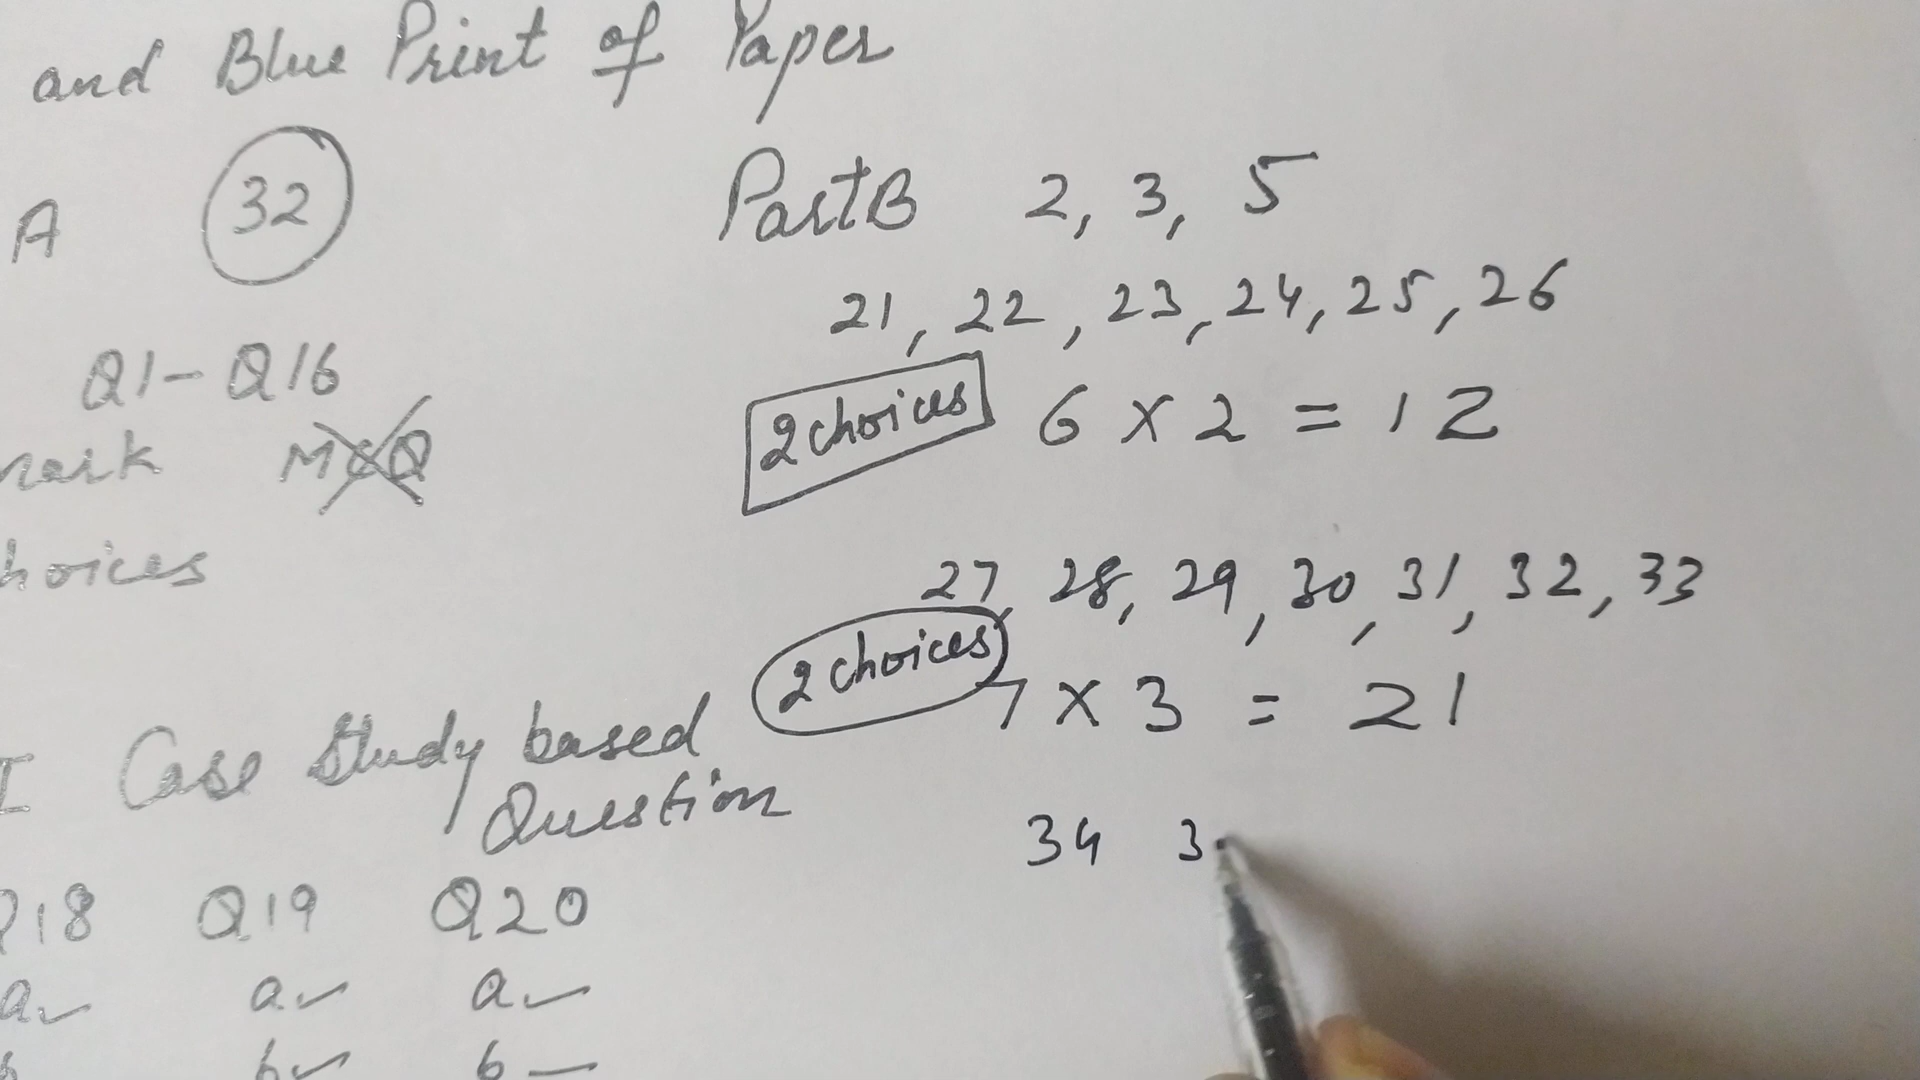 and Blue Print of Paper
A 32
Q1-Q16
MCQ
hoices
I Case Study based
Question
Q18 Q19 Q20
a a a
b b
Part B 2, 3, 5
21, 22, 23, 24, 25, 26
2 choices 6 x 2 = 12
27, 28, 29, 30, 31, 32, 33
2 choices 7 x 3 = 21
34 3